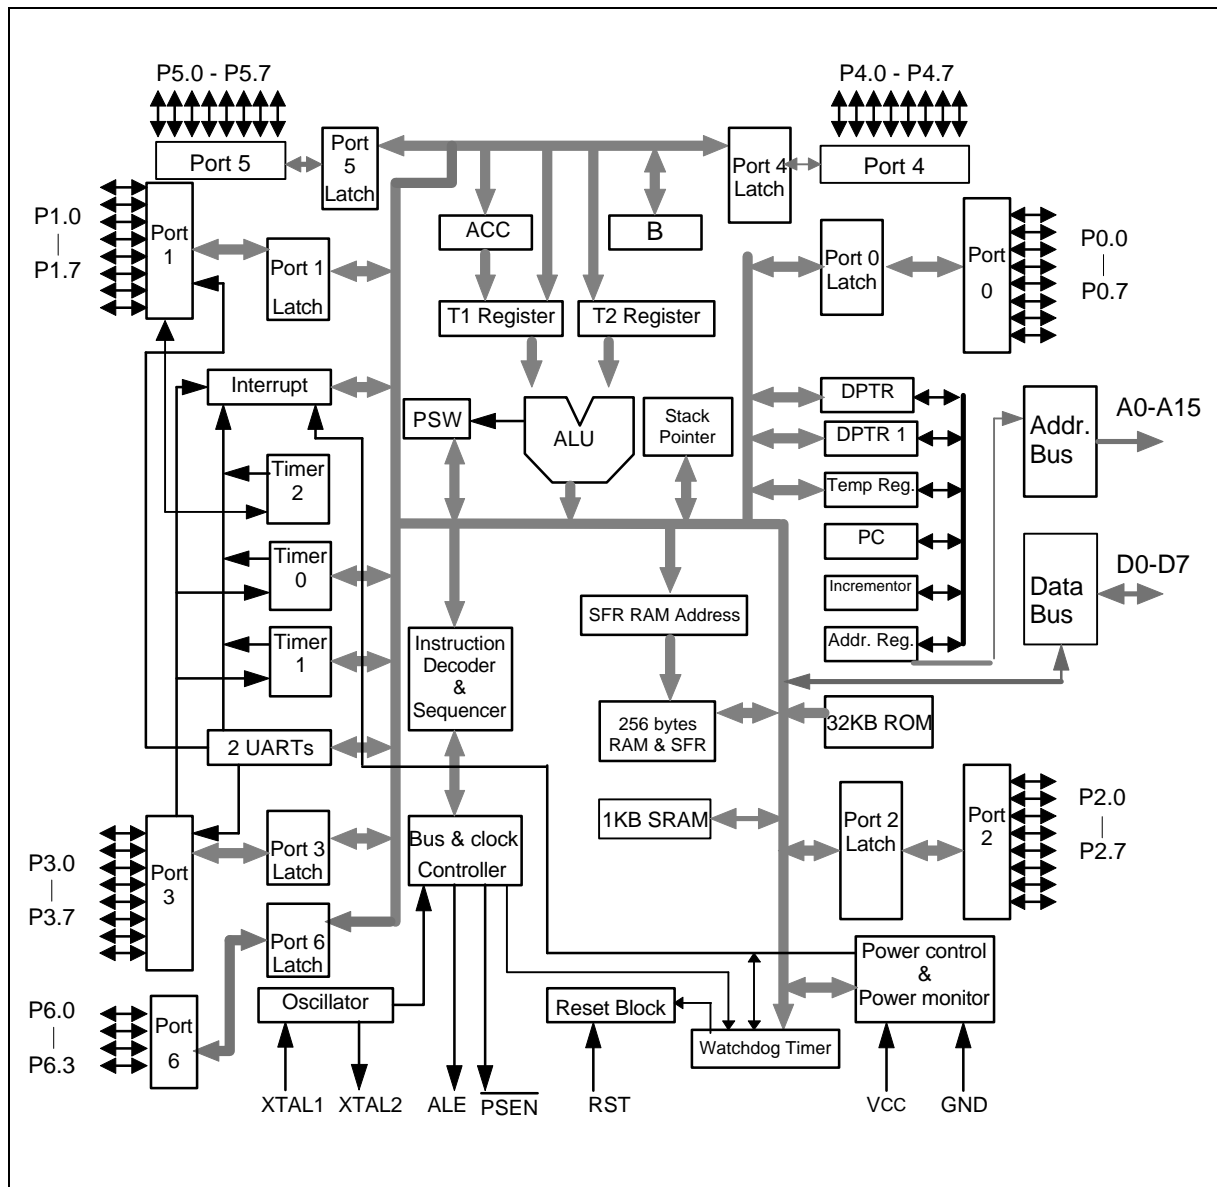 P5.0 - P5.7
P4.0 - P4.7
Port 5
Port
5
Latch
Port 4
Latch
Port 4
P1.0
|
P1.7
Port
1
Port 1
Latch
ACC
B
T1 Register
T2 Register
Port 0
Latch
Port
0
P0.0
|
P0.7
Interrupt
PSW
ALU
Stack
Pointer
DPTR
DPTR 1
Temp Reg.
PC
Incrementor
Addr. Reg.
Addr.
Bus
A0-A15
Data
Bus
D0-D7
Timer
2
Timer
0
Timer
1
2 UARTs
Instruction
Decoder
&
Sequencer
SFR RAM Address
256 bytes
RAM & SFR
32KB ROM
1KB SRAM
P3.0
|
P3.7
Port
3
Port 3
Latch
Bus & clock
Controller
Port 2
Latch
Port
2
P2.0
|
P2.7
Port 6
Latch
P6.0
|
P6.3
Port
6
Oscillator
Reset Block
Watchdog Timer
Power control
&
Power monitor
XTAL1
XTAL2
ALE
PSEN
RST
VCC
GND